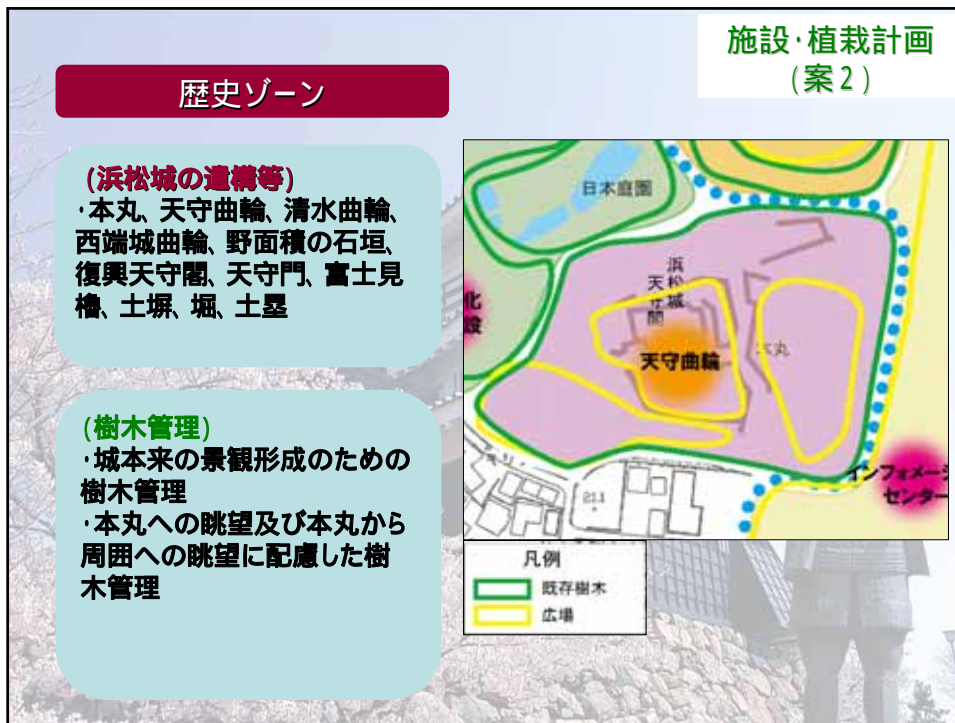 施設・植栽計画
(案2)
歴史ゾーン
(浜松城の遺構等)
・本丸、天守曲輪、清水曲輪、
西端城曲輪、野面積の石垣、
復興天守閣、天守門、富士見
櫓、土塀、堀、土塁
(樹木管理)
・城本来の景観形成のための
樹木管理
・本丸への眺望及び本丸から
周囲への眺望に配慮した樹
木管理
日本庭園
浜松城
天守閣
天守曲輪
本丸
化
設
インフォメーシ
センター
21.1
凡例
既存樹木
広場